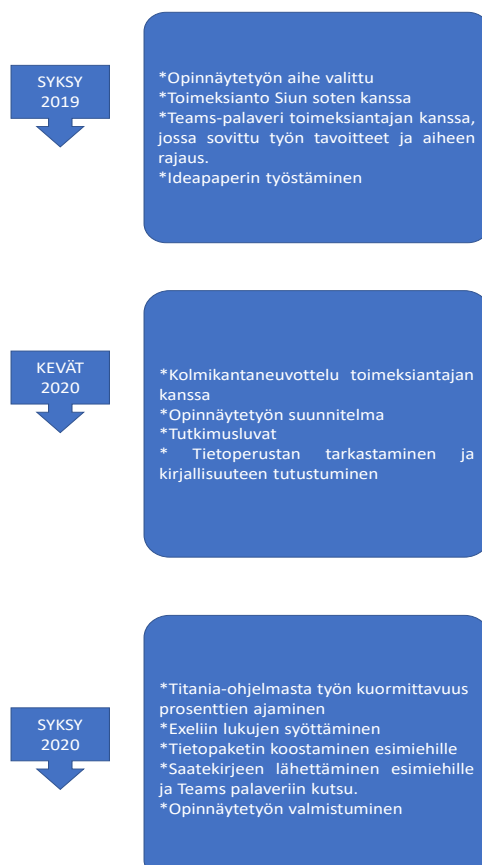 SYKSY
2019
*Opinnäytetyön aihe valittu
*Toimeksianto Siun soten kanssa
*Teams-palaveri toimeksiantajan kanssa,
jossa sovittu työn tavoitteet ja aiheen
rajaus.
*Ideapaperin työstäminen
KEVÄT
2020
*Kolmikantaneuvottelu toimeksiantajan
kanssa
*Opinnäytetyön suunnitelma
*Tutkimusluvat
* Tietoperustan tarkastaminen ja
kirjallisuuteen tutustuminen
SYKSY
2020
*Titania-ohjelmasta työn kuormittavuus
prosenttien ajaminen
*Exeliin lukujen syöttäminen
*Tietopaketin koostaminen esimiehille
*Saatekirjeen lähettäminen esimiehille
ja Teams palaveriin kutsu.
*Opinnäytetyön valmistuminen